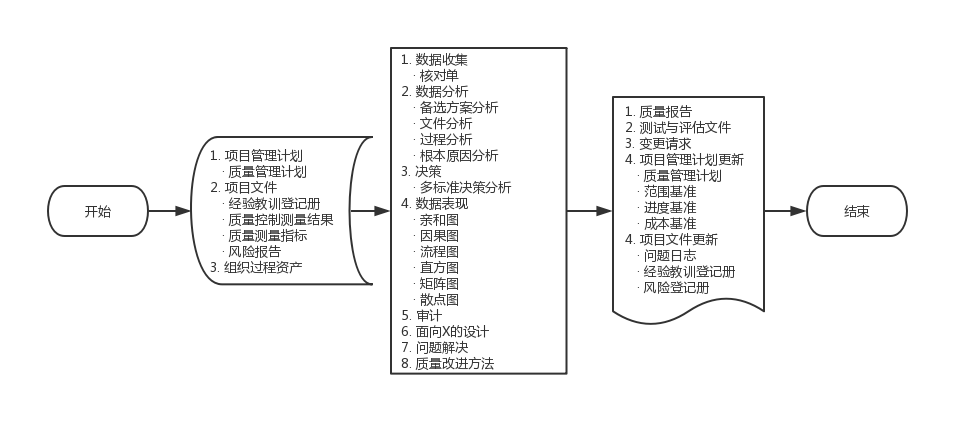 开始
1. 项目管理计划
· 质量管理计划
2. 项目文件
· 经验教训登记册
· 质量控制测量结果
· 质量测量指标
· 风险报告
3. 组织过程资产
1. 数据收集
· 核对单
2. 数据分析
· 备选方案分析
· 文件分析
· 过程分析
· 根本原因分析
3. 决策
· 多标准决策分析
4. 数据表现
· 亲和图
· 因果图
· 流程图
· 直方图
· 矩阵图
· 散点图
5. 审计
6. 面向X的设计
7. 问题解决
8. 质量改进方法
1. 质量报告
2. 测试与评估文件
3. 变更请求
4. 项目管理计划更新
· 质量管理计划
· 范围基准
· 进度基准
· 成本基准
4. 项目文件更新
· 问题日志
· 经验教训登记册
· 风险登记册
结束